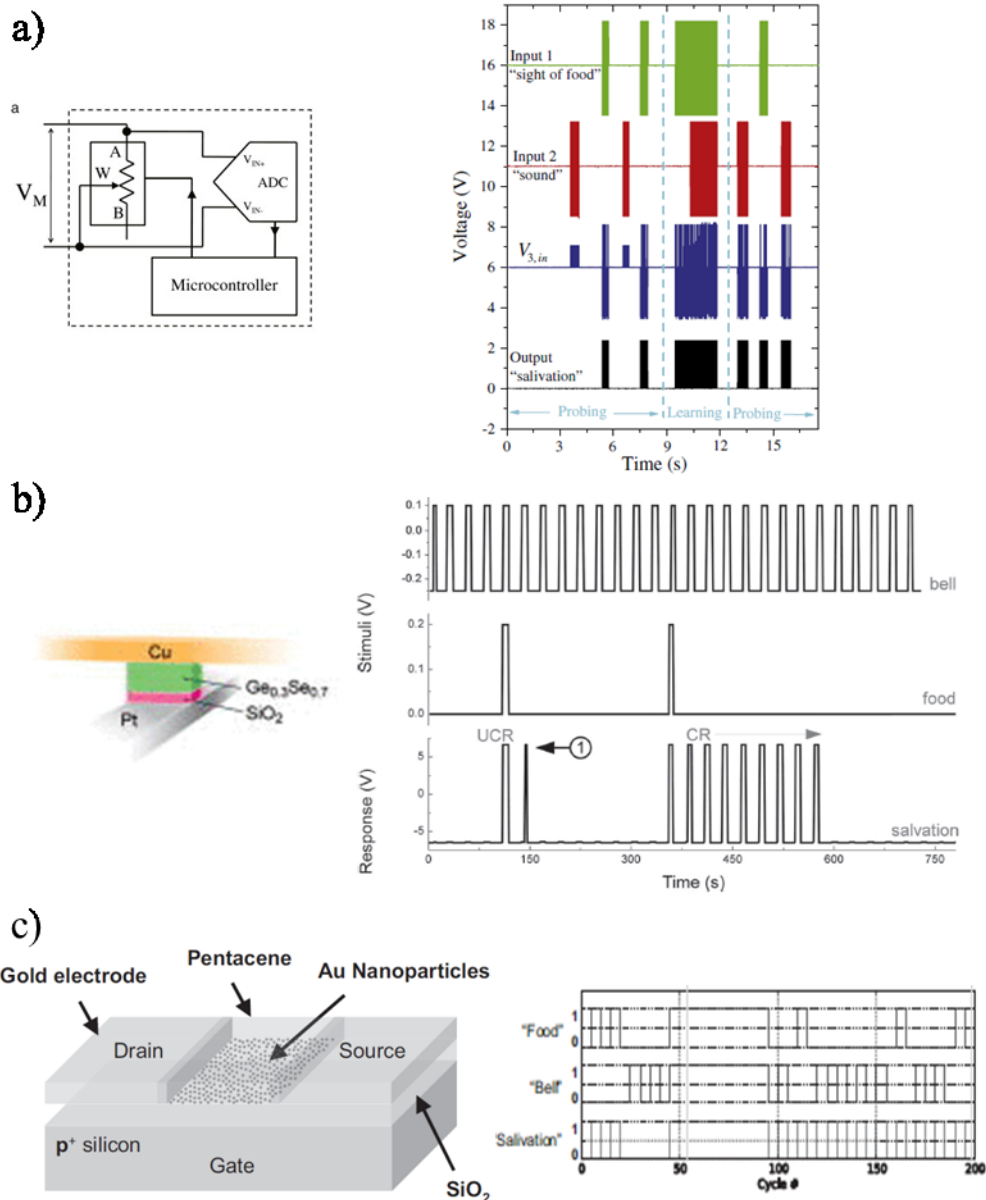 a)
a
V_M
A
W
B
V_IN+
ADC
V_IN-
Microcontroller
18
16
14
12
10
8
6
4
2
0
-2
Voltage (V)
Input 1
“sight of food”
Input 2
“sound”
V_3, in
Output
“salivation”
Probing
Learning
Probing
0
3
6
9
12
15
Time (s)
b)
Cu
Ge0.3Se0.7
SiO2
Pt
Stimuli (V)
0.1
0.0
-0.1
-0.2
bell
0.2
0.1
0.0
food
Response (V)
5
0
-5
UCR
1
CR
salvation
0
150
300
450
600
750
Time (s)
c)
Gold electrode
Pentacene
Au Nanoparticles
Drain
Source
p+ silicon
Gate
SiO2
"Food"
1
0
"Bell"
1
0
'Salivation"
1
0
0
50
100
150
200
Cycle #